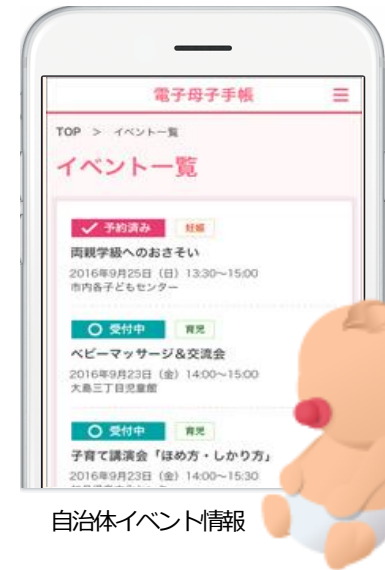 電子母子手帳
TOP > イベント一覧
イベント一覧
予約済み 妊娠
両親学級へのおさそい
2016年9月25日（日）13:30〜15:00
市内各子どもセンター
受付中 育児
ベビーマッサージ＆交流会
2016年9月23日（金）14:00〜15:00
大島三丁目児童館
受付中 育児
子育て講演会「ほめ方・しかり方」
2016年9月23日（金）14:00〜15:30
自治体イベント情報